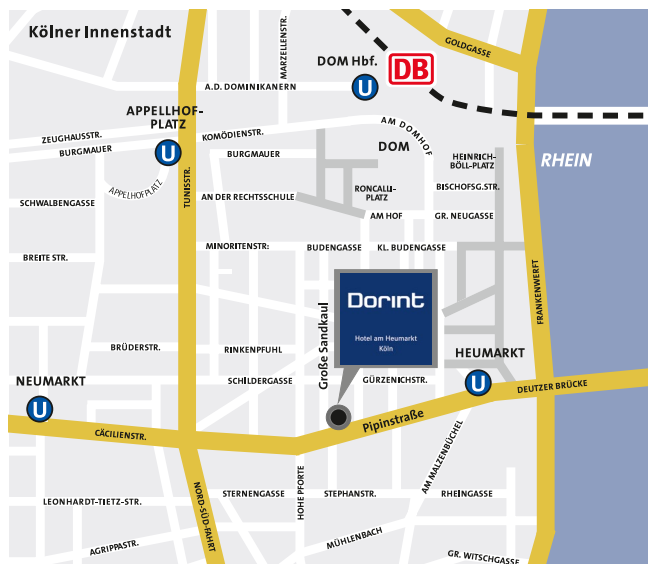 Kölner Innenstadt
TUNISSTR.
MARZELLENSTR.
GOLDGASSE
DOM Hbf.
DB
U
A.D. DOMINIKANERN
APPELLHOF-
PLATZ
U
ZEUGHAUSSTR.
BURGMAUER
KOMÖDIENSTR.
AM DOMHOF
DOM
BURGMAUER
HEINRICH-
BÖLL-PLATZ
RHEIN
APPELHOFPLATZ
AN DER RECHTSSCHULE
RONCALLI-
PLATZ
BISCHOFSG.STR.
SCHWALBENGASSE
AM HOF
GR. NEUGASSE
MINORITENSTR:
BUDENGASSE
KL. BUDENGASSE
BREITE STR.
FRANKENWERFT
Dorint
Hotel am Heumarkt
Köln
Große Sandkaul
BRÜDERSTR.
RINKENPFUHL
HEUMARKT
U
NEUMARKT
U
SCHILDERGASSE
GÜRZENICHSTR.
DEUTZER BRÜCKE
Pipinstraße
CÄCILIENSTR.
AM MALZENBÜCHEL
NORD-SÜD-FAHRT
HOHE PFORTE
LEONHARDT-TIETZ-STR.
STERNENGASSE
STEPHANSTR.
RHEINGASSE
AGRIPPASTR.
MÜHLENBACH
GR. WITSCHGASSE